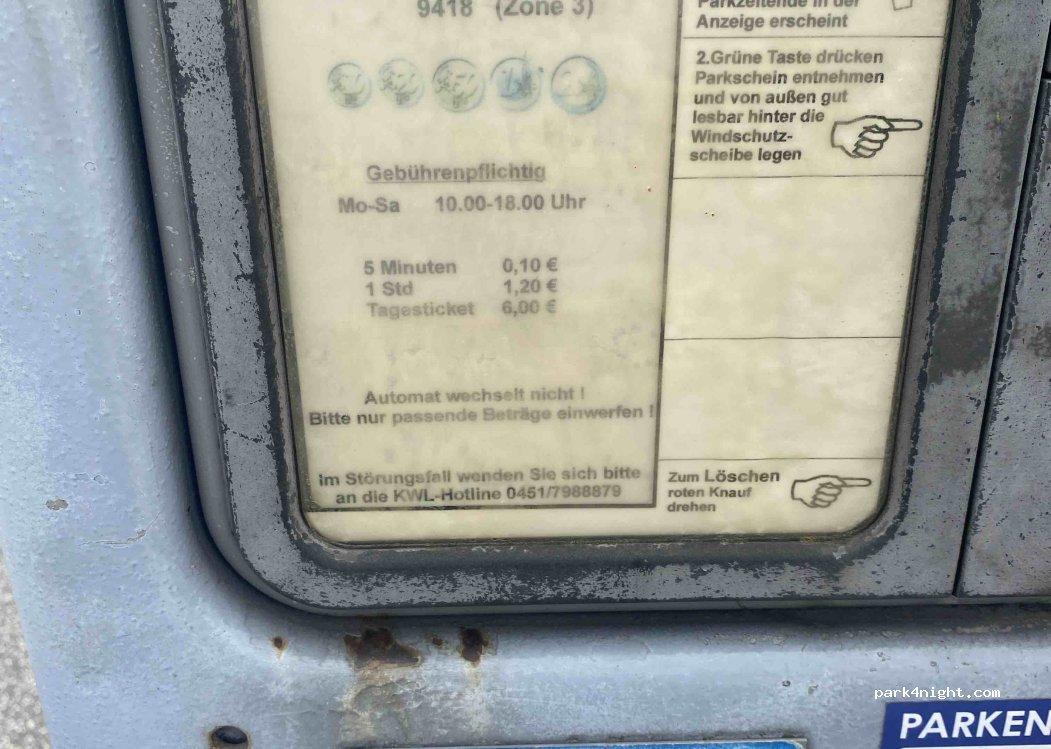 9418 (Zone 3)
Gebührenpflichtig
Mo-Sa 10.00-18.00 Uhr
5 Minuten 0,10 €
1 Std 1,20 €
Tagesticket 6,00 €
Automat wechselt nicht !
Bitte nur passende Beträge einwerfen !
Im Störungsfall wenden Sie sich bitte
an die KWL-Hotline 0451/7988879
Parkzeitende in der
Anzeige erscheint
2.Grüne Taste drücken
Parkschein entnehmen
und von außen gut
lesbar hinter die
Windschutz-
scheibe legen
Zum Löschen
roten Knauf
drehen
park4night.com
PARKEN